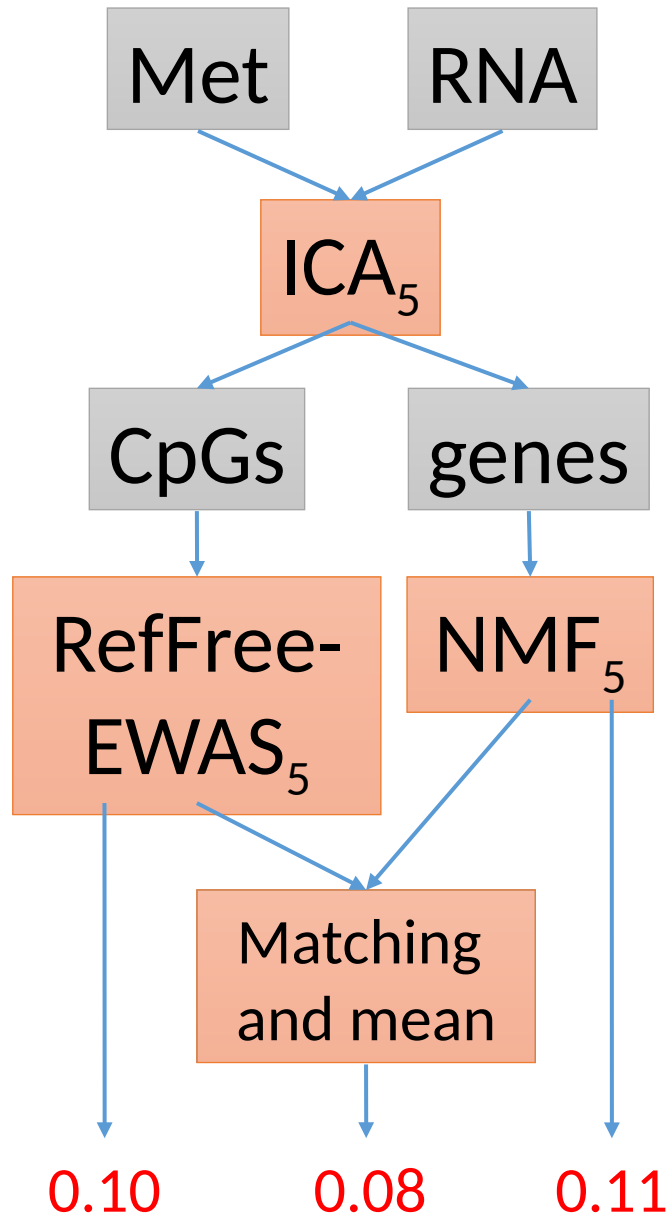 Met
RNA
ICA5
CpGs
genes
RefFree-
EWAS5
NMF5
Matching
and mean
0.10
0.08
0.11